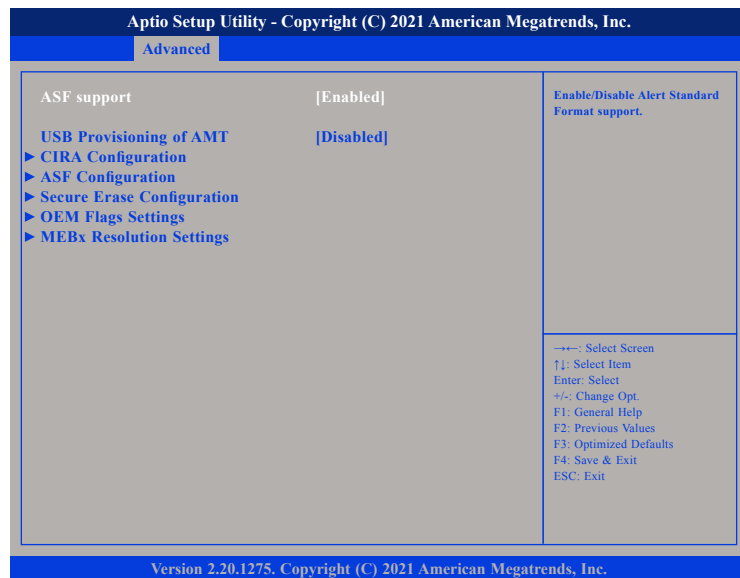 Aptio Setup Utility - Copyright (C) 2021 American Megatrends, Inc.
Advanced
ASF support [Enabled]
USB Provisioning of AMT [Disabled]
► CIRA Configuration
► ASF Configuration
► Secure Erase Configuration
► OEM Flags Settings
► MEBx Resolution Settings
Enable/Disable Alert Standard
Format support.
→←: Select Screen
↑↓: Select Item
Enter: Select
+/-: Change Opt.
F1: General Help
F2: Previous Values
F3: Optimized Defaults
F4: Save & Exit
ESC: Exit
Version 2.20.1275. Copyright (C) 2021 American Megatrends, Inc.